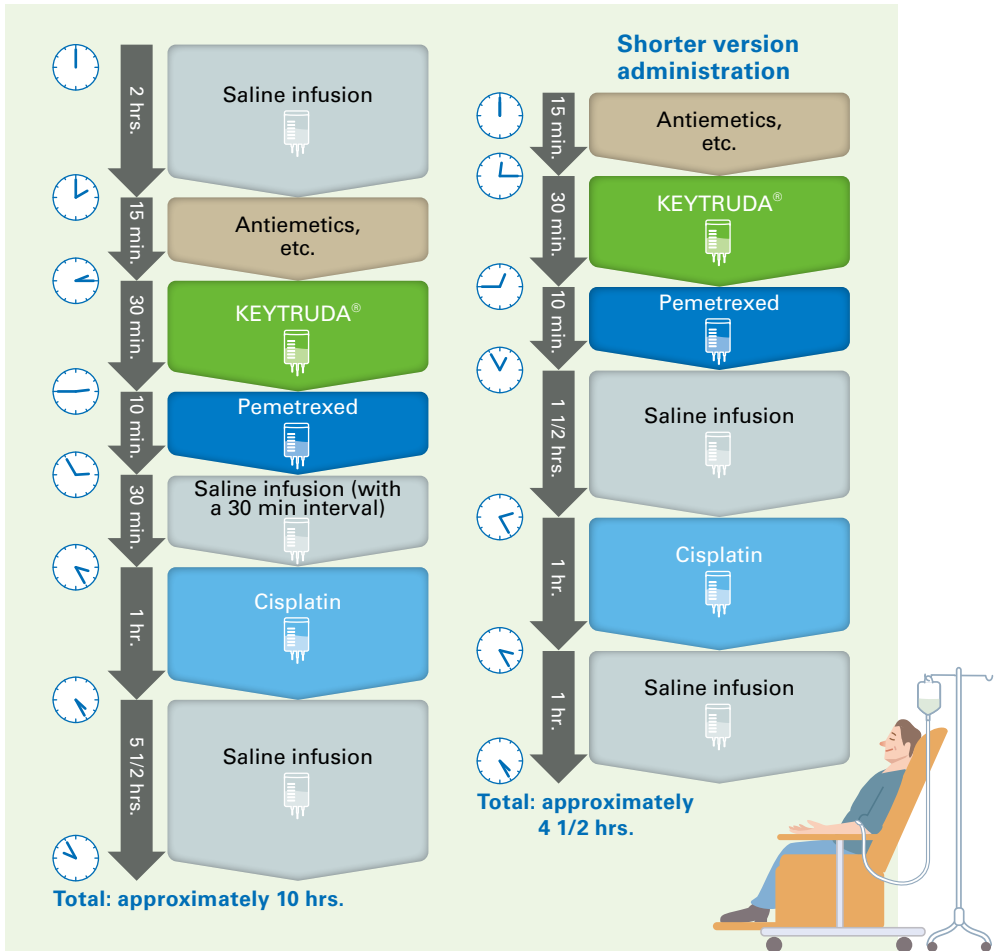 2 hrs.
Saline infusion
15 min.
Antiemetics,
etc.
30 min.
KEYTRUDA®
10 min.
Pemetrexed
30 min.
Saline infusion (with
a 30 min interval)
1 hr.
Cisplatin
5 1/2 hrs.
Saline infusion
Total: approximately 10 hrs.
Shorter version
administration
15 min.
Antiemetics,
etc.
30 min.
KEYTRUDA®
10 min.
Pemetrexed
1 1/2 hrs.
Saline infusion
1 hr.
Cisplatin
1 hr.
Saline infusion
Total: approximately
4 1/2 hrs.